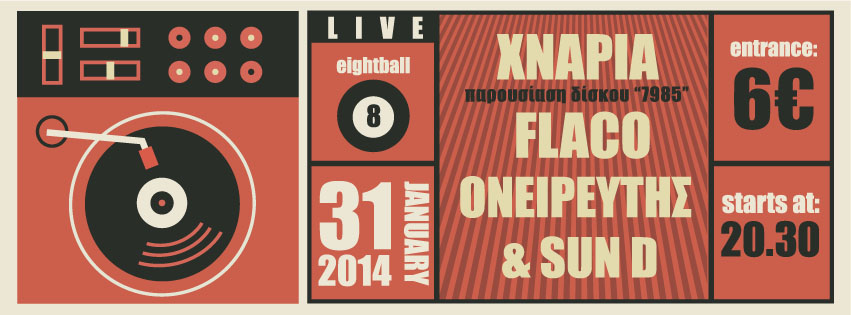 LIVE
eightball
8
31
JANUARY
2014
ΧΝΑΡΙΑ
παρουσίαση δίσκου “7985”
FLACO
ΟΝΕΙΡΕΥΤΗΣ
& SUN D
entrance:
6€
starts at:
20.30